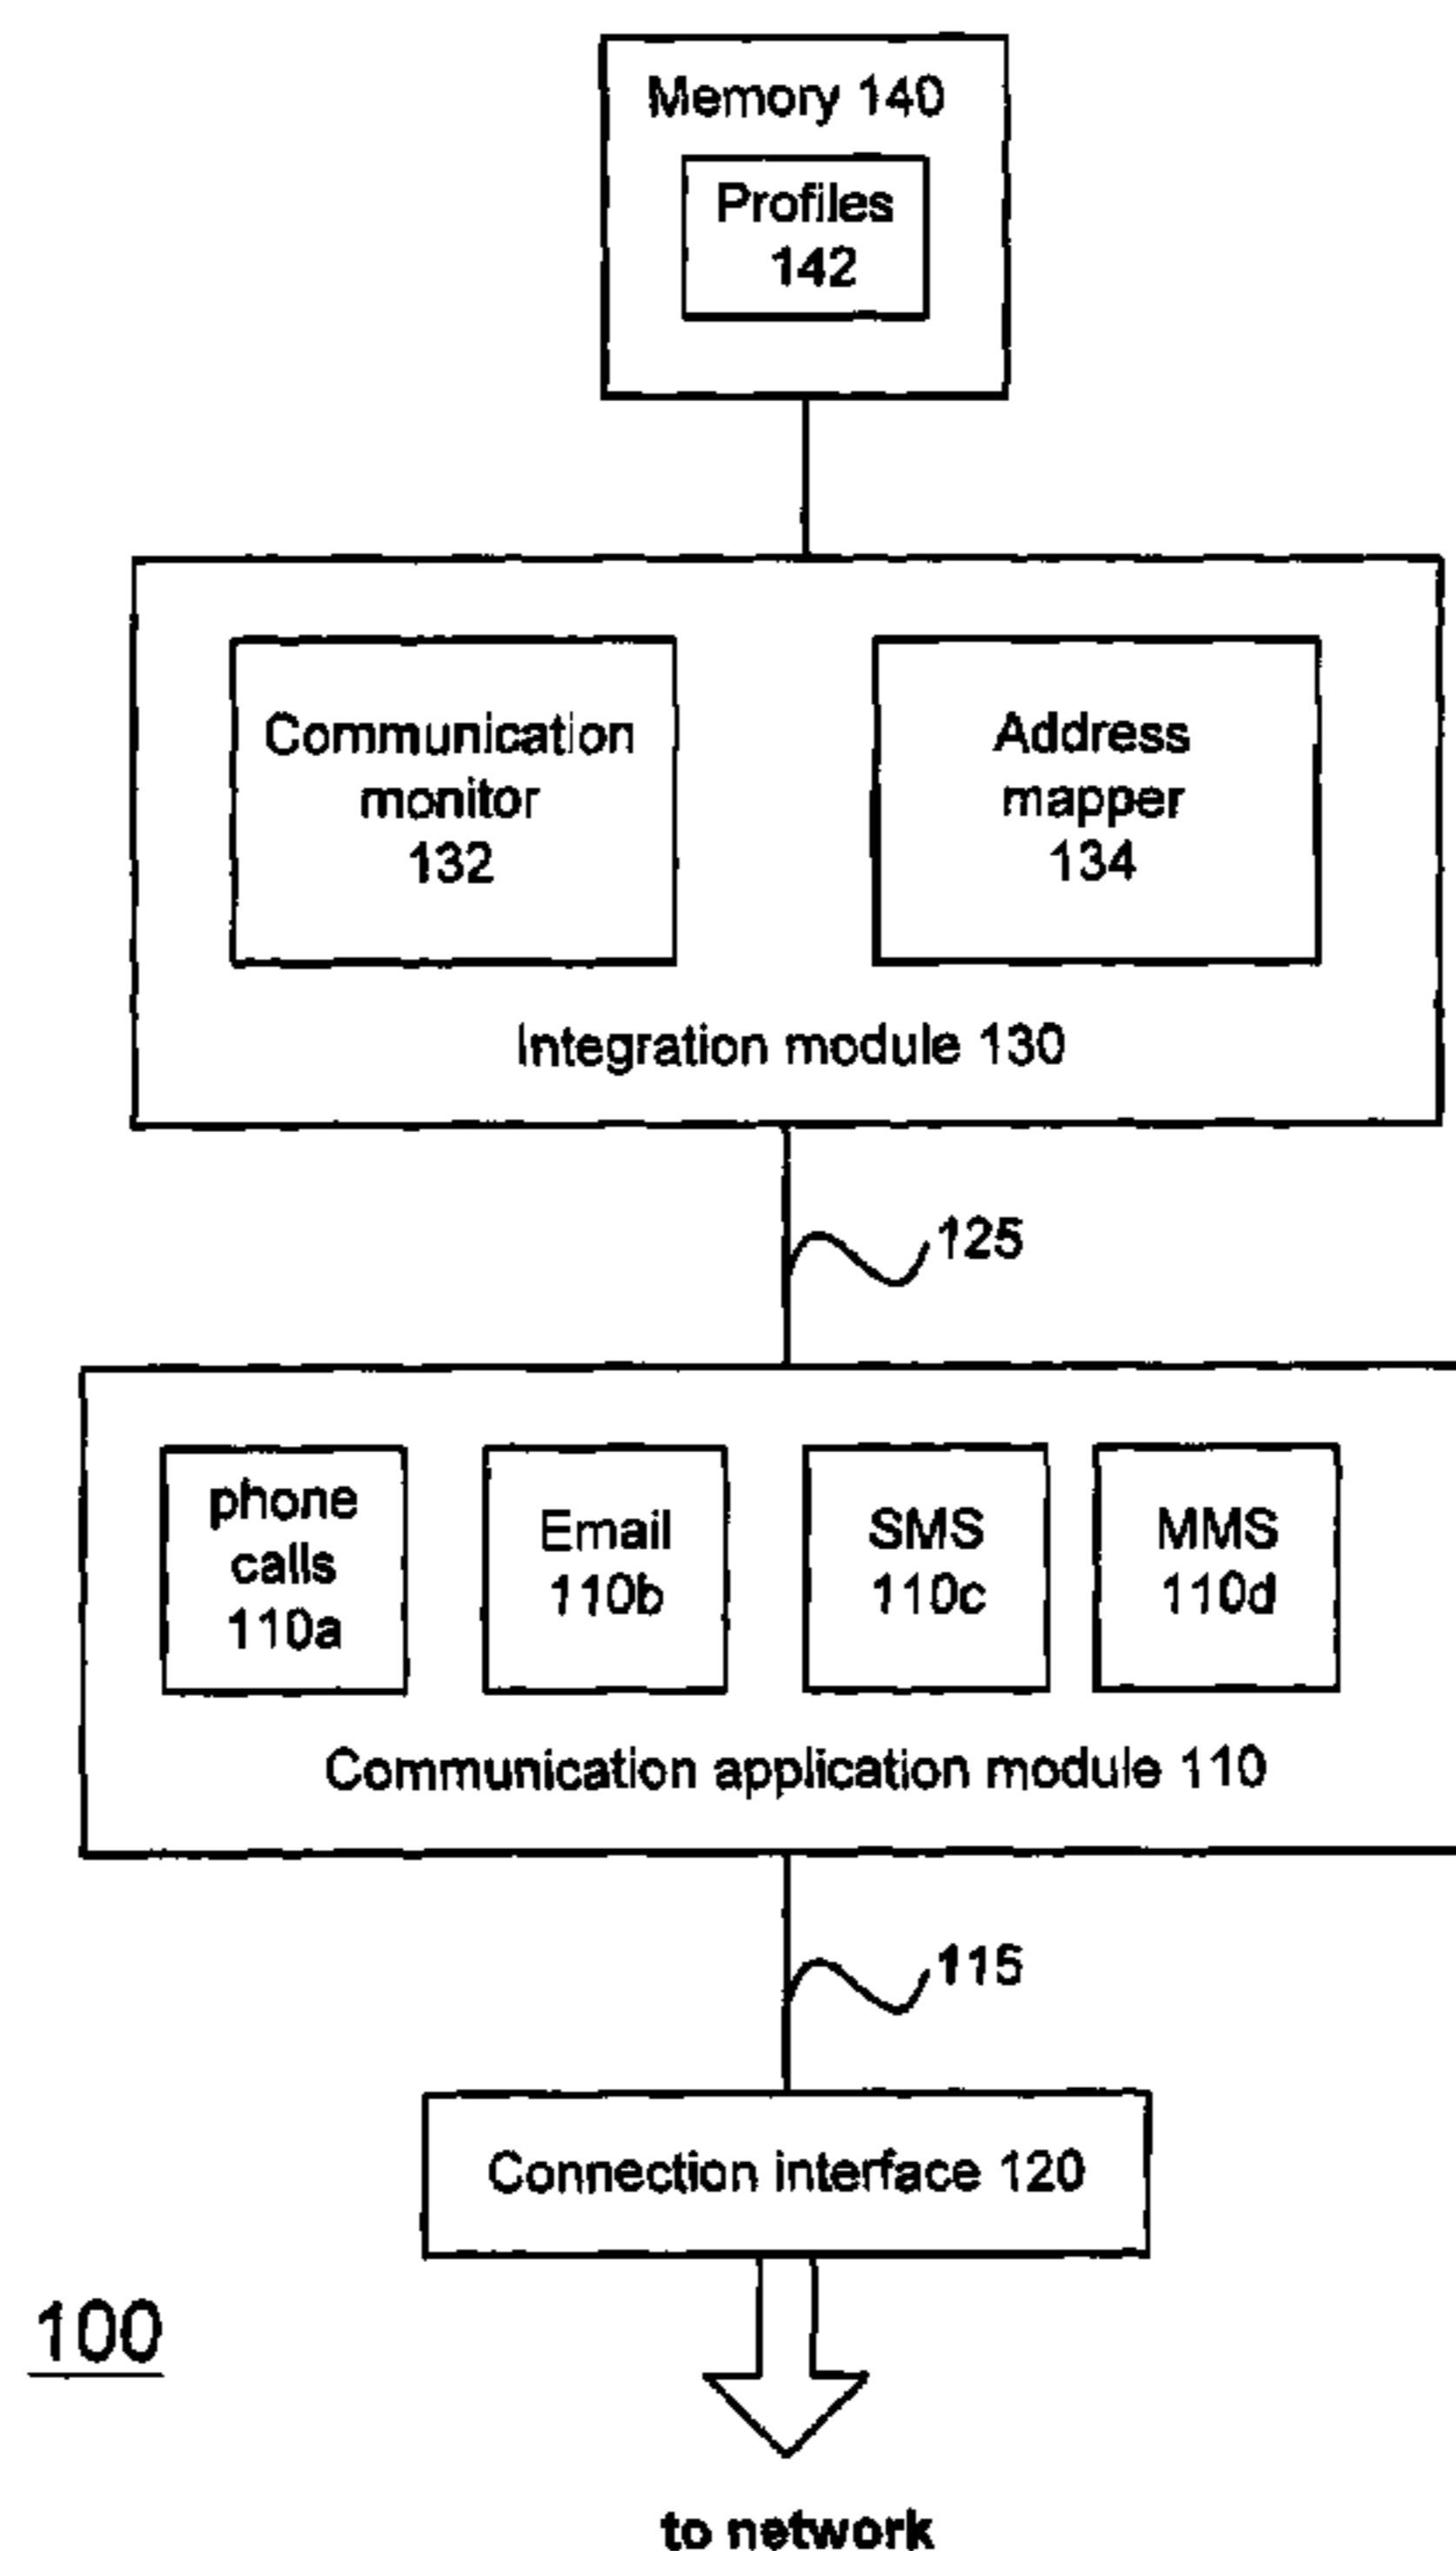 Memory 140
Profiles
142
Communication
monitor
132
Address
mapper
134
Integration module 130
125
phone
calls
110a
Email
110b
SMS
110c
MMS
110d
Communication application module 110
115
Connection interface 120
100
to network